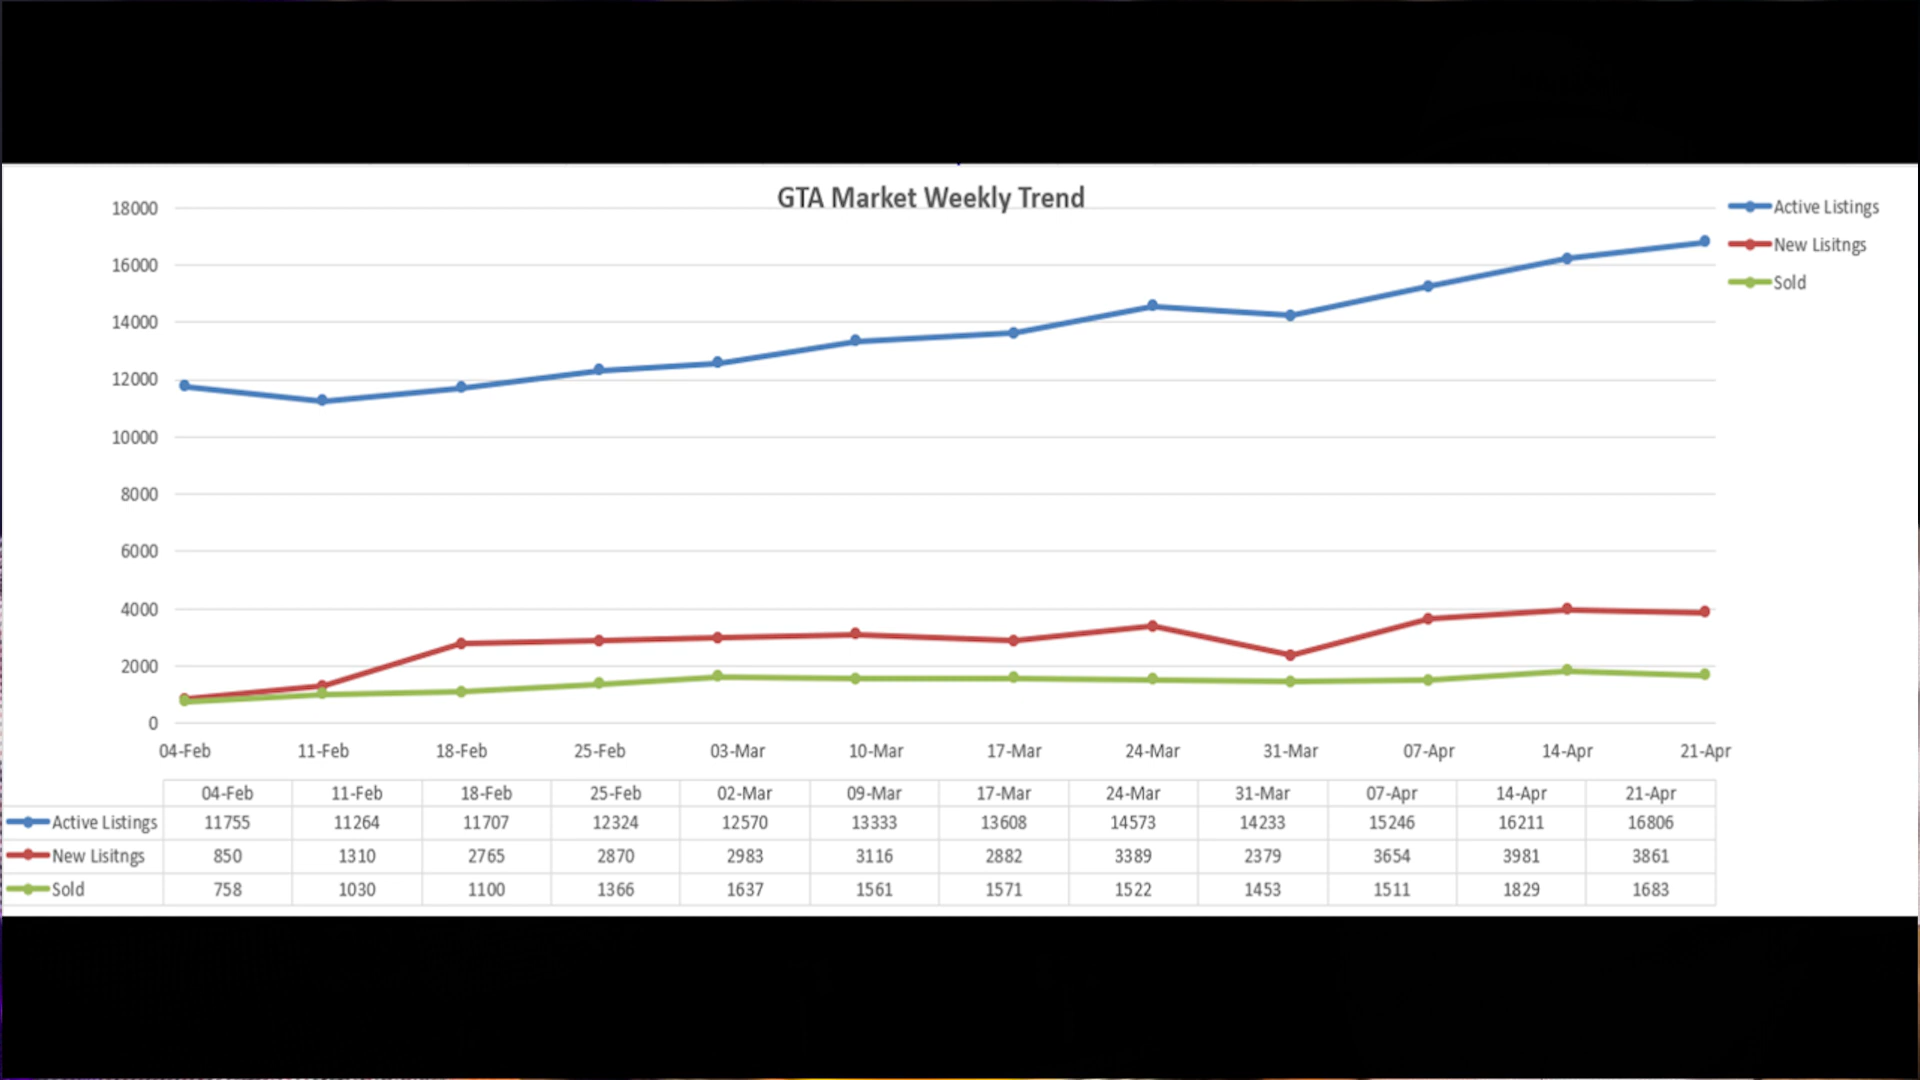 GTA Market Weekly Trend
18000
16000
14000
12000
10000
8000
6000
4000
2000
0
Active Listings
New Lisitngs
Sold
04-Feb 11-Feb 18-Feb 25-Feb 03-Mar 10-Mar 17-Mar 24-Mar 31-Mar 07-Apr 14-Apr 21-Apr
04-Feb 11-Feb 18-Feb 25-Feb 02-Mar 09-Mar 17-Mar 24-Mar 31-Mar 07-Apr 14-Apr 21-Apr
Active Listings 11755 11264 11707 12324 12570 13333 13608 14573 14233 15246 16211 16806
New Lisitngs 850 1310 2765 2870 2983 3116 2882 3389 2379 3654 3981 3861
Sold 758 1030 1100 1366 1637 1561 1571 1522 1453 1511 1829 1683